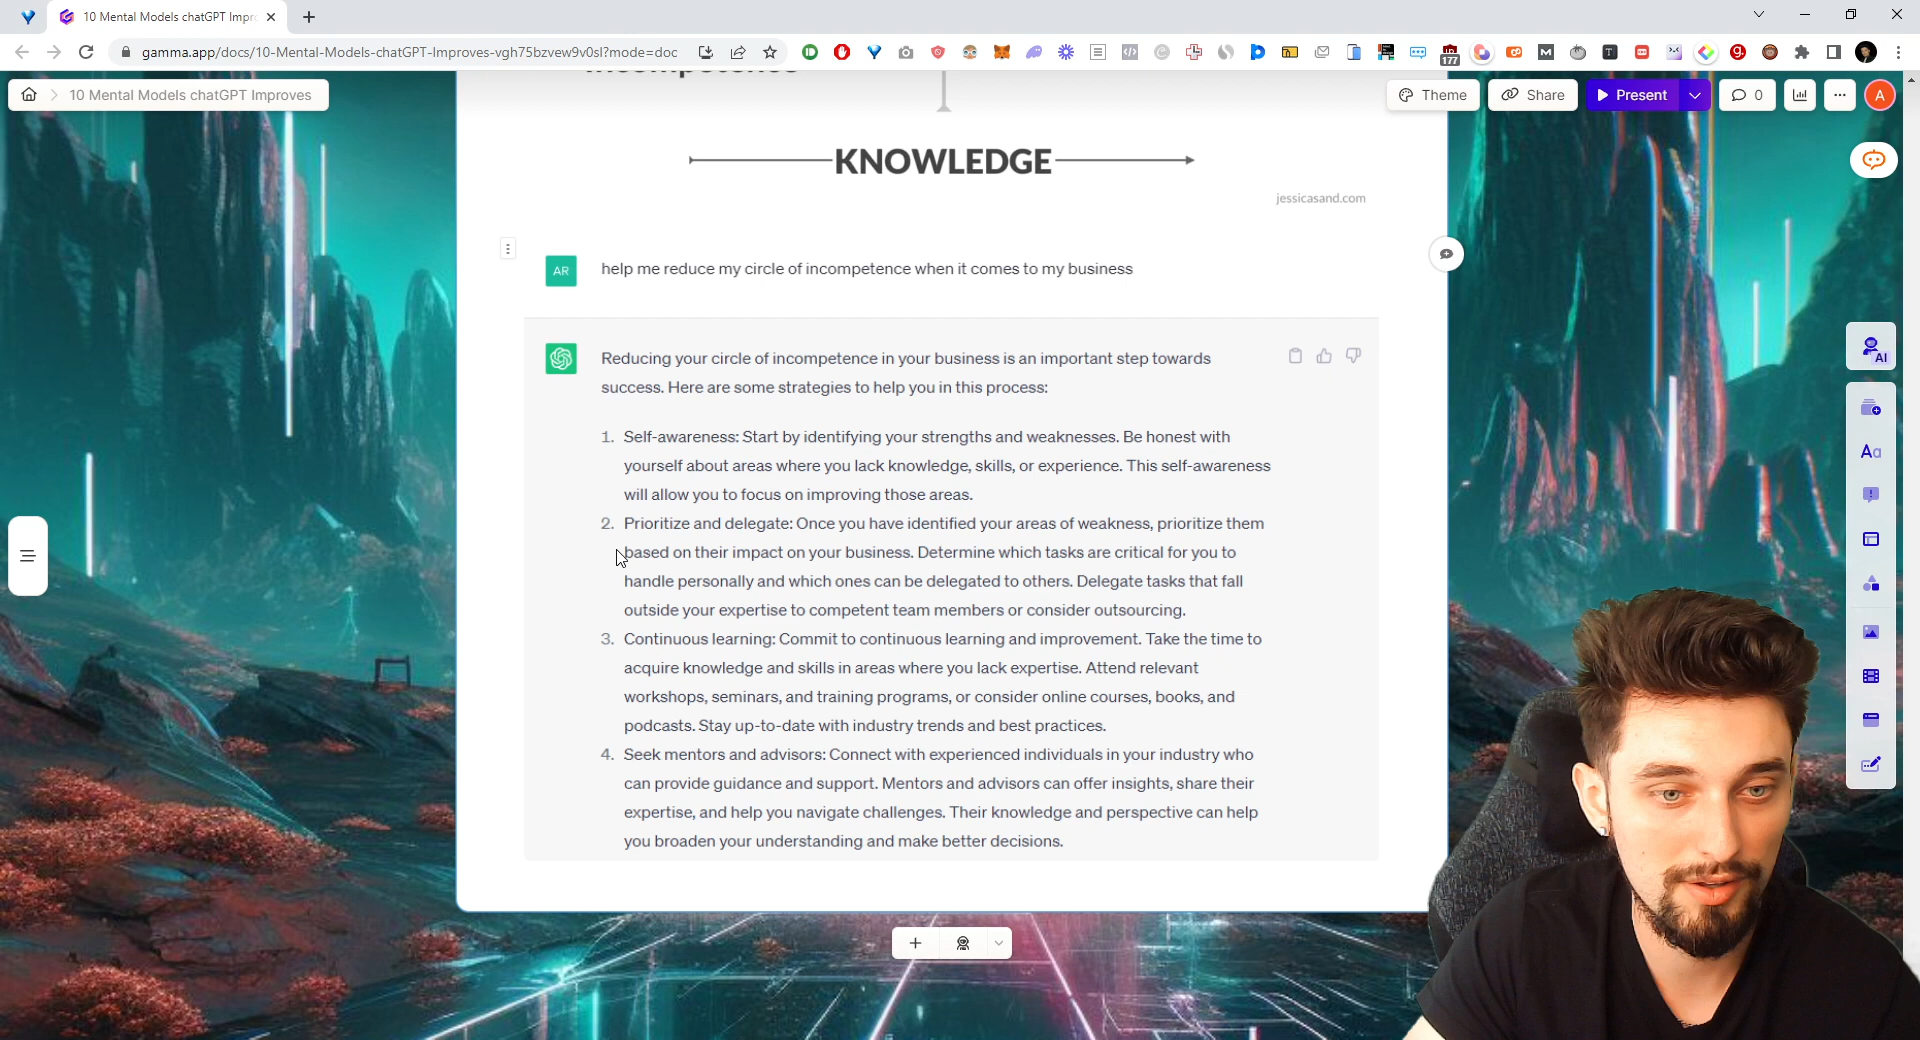 10 Mental Models chatGPT Impr
gamma.app/docs/10-Mental-Models-chatGPT-Improves-vgh75bzvew9v0sl?mode=doc
177
10 Mental Models chatGPT Improves
Theme
Share
Present
0
A
KNOWLEDGE
jessicasand.com
AR
help me reduce my circle of incompetence when it comes to my business
Reducing your circle of incompetence in your business is an important step towards
success. Here are some strategies to help you in this process:
1. Self-awareness: Start by identifying your strengths and weaknesses. Be honest with
yourself about areas where you lack knowledge, skills, or experience. This self-awareness
will allow you to focus on improving those areas.
2. Prioritize and delegate: Once you have identified your areas of weakness, prioritize them
based on their impact on your business. Determine which tasks are critical for you to
handle personally and which ones can be delegated to others. Delegate tasks that fall
outside your expertise to competent team members or consider outsourcing.
3. Continuous learning: Commit to continuous learning and improvement. Take the time to
acquire knowledge and skills in areas where you lack expertise. Attend relevant
workshops, seminars, and training programs, or consider online courses, books, and
podcasts. Stay up-to-date with industry trends and best practices.
4. Seek mentors and advisors: Connect with experienced individuals in your industry who
can provide guidance and support. Mentors and advisors can offer insights, share their
expertise, and help you navigate challenges. Their knowledge and perspective can help
you broaden your understanding and make better decisions.
AI
Aa